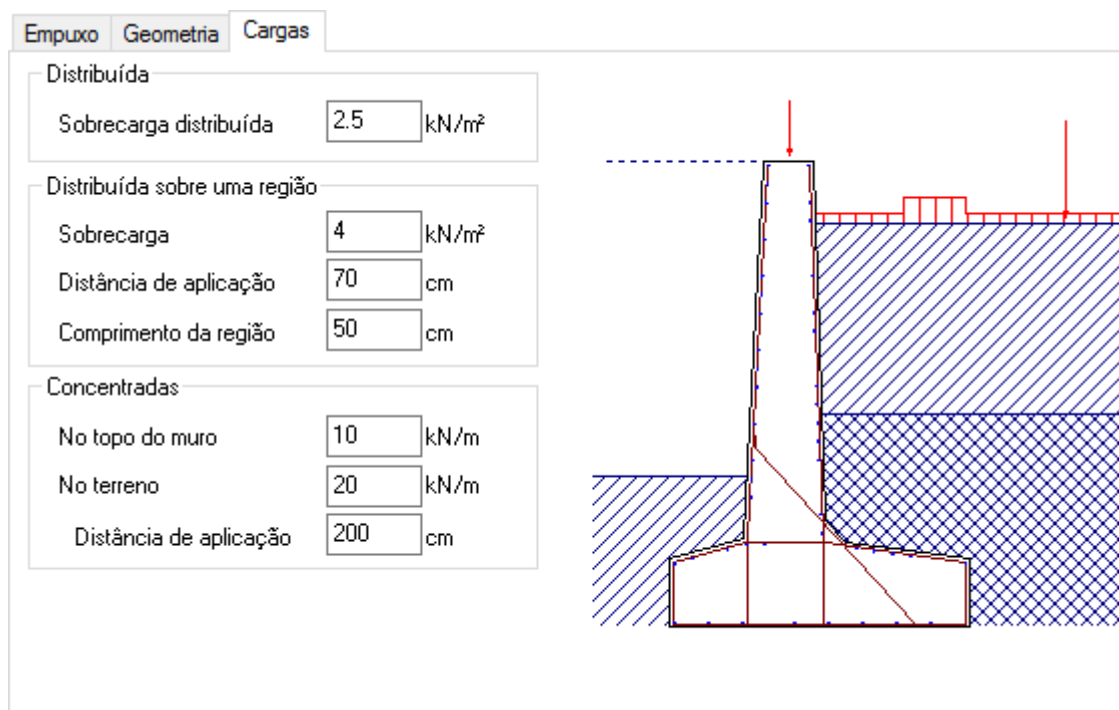 Empuxo Geometria Cargas
Distribuída
Sobrecarga distribuída 2.5 kN/m²
Distribuída sobre uma região
Sobrecarga 4 kN/m²
Distância de aplicação 70 cm
Comprimento da região 50 cm
Concentradas
No topo do muro 10 kN/m
No terreno 20 kN/m
Distância de aplicação 200 cm